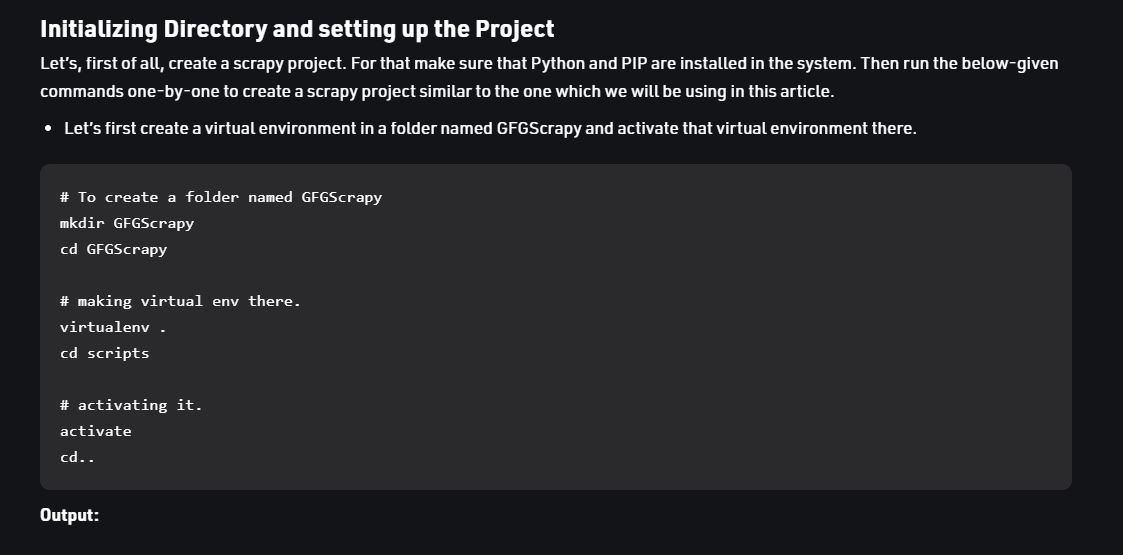 Initializing Directory and setting up the Project
Let’s, first of all, create a scrapy project. For that make sure that Python and PIP are installed in the system. Then run the below-given
commands one-by-one to create a scrapy project similar to the one which we will be using in this article.
• Let’s first create a virtual environment in a folder named GFGScrapy and activate that virtual environment there.
# To create a folder named GFGScrapy
mkdir GFGScrapy
cd GFGScrapy
# making virtual env there.
virtualenv .
cd scripts
# activating it.
activate
cd..
Output: